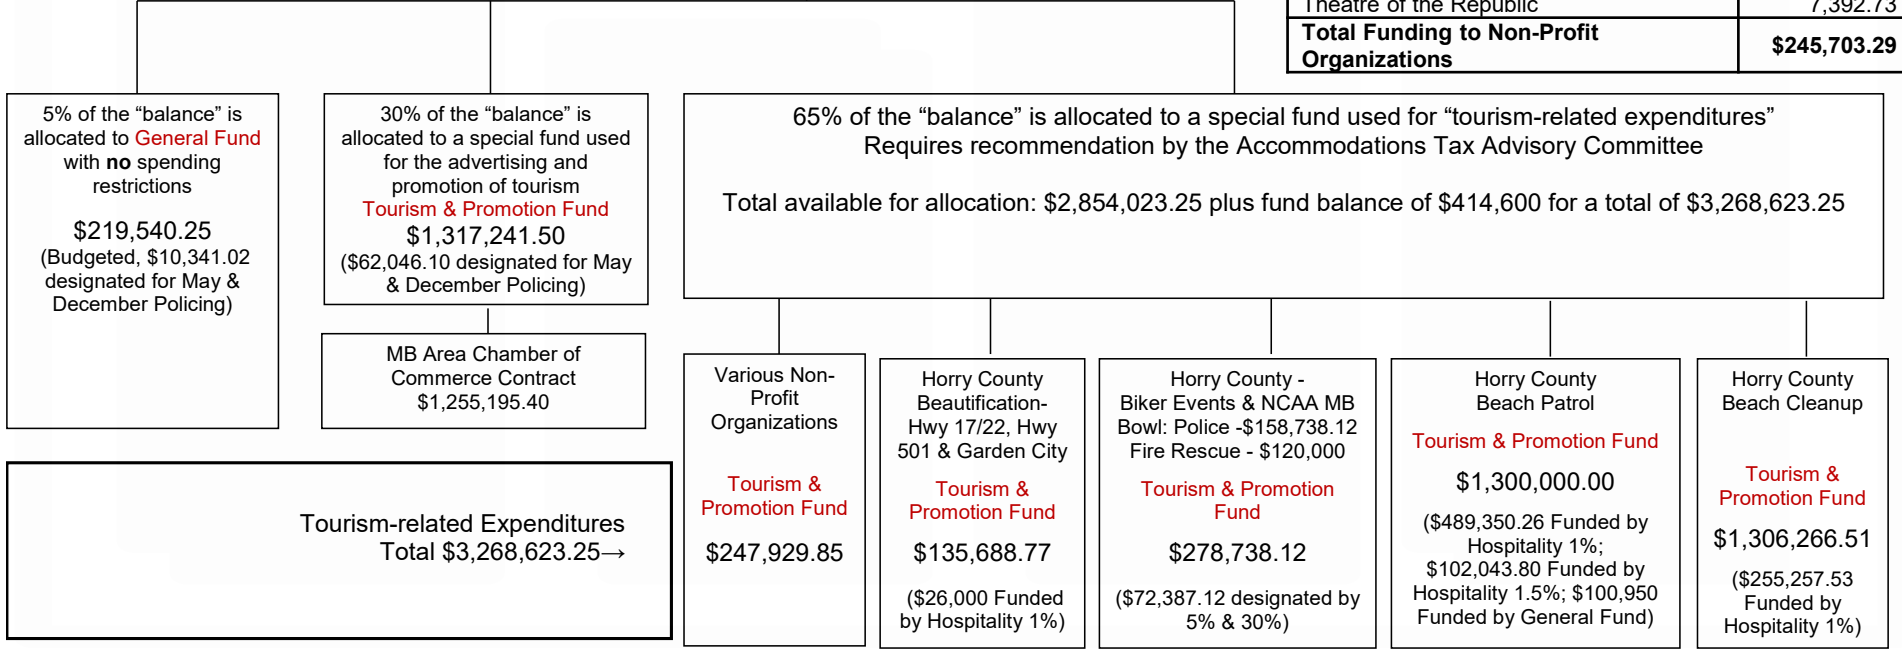 Theatre of the Republic 7,392.73
Total Funding to Non-Profit
Organizations $245,703.29
5% of the “balance” is
allocated to General Fund
with no spending
restrictions
$219,540.25
(Budgeted, $10,341.02
designated for May &
December Policing)
30% of the “balance” is
allocated to a special fund used
for the advertising and
promotion of tourism
Tourism & Promotion Fund
$1,317,241.50
($62,046.10 designated for May
& December Policing)
MB Area Chamber of
Commerce Contract
$1,255,195.40
65% of the “balance” is allocated to a special fund used for “tourism-related expenditures”
Requires recommendation by the Accommodations Tax Advisory Committee
Total available for allocation: $2,854,023.25 plus fund balance of $414,600 for a total of $3,268,623.25
Tourism-related Expenditures
Total $3,268,623.25→
Various Non-
Profit
Organizations
Tourism &
Promotion Fund
$247,929.85
Horry County
Beautification-
Hwy 17/22, Hwy
501 & Garden City
Tourism &
Promotion Fund
$135,688.77
($26,000 Funded
by Hospitality 1%)
Horry County -
Biker Events & NCAA MB
Bowl: Police -$158,738.12
Fire Rescue - $120,000
Tourism & Promotion
Fund
$278,738.12
($72,387.12 designated by
5% & 30%)
Horry County
Beach Patrol
Tourism & Promotion Fund
$1,300,000.00
($489,350.26 Funded by
Hospitality 1%;
$102,043.80 Funded by
Hospitality 1.5%; $100,950
Funded by General Fund)
Horry County
Beach Cleanup
Tourism &
Promotion Fund
$1,306,266.51
($255,257.53
Funded by
Hospitality 1%)